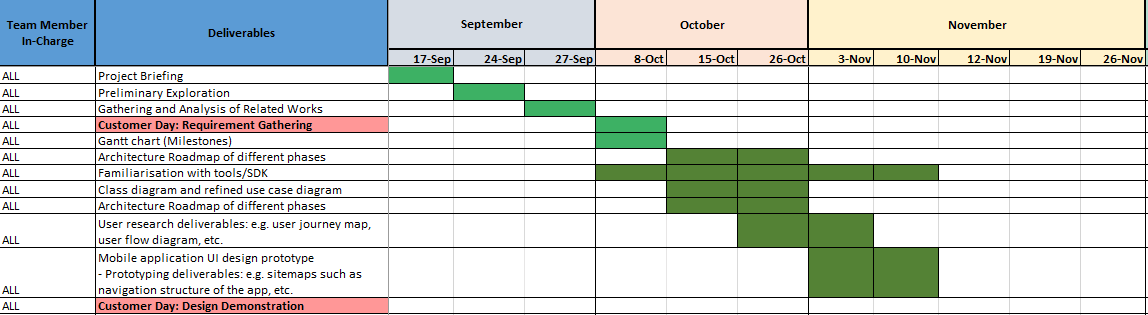 Team Member
In-Charge
Deliverables
September
October
November
17-Sep 24-Sep 27-Sep 8-Oct 15-Oct 26-Oct 3-Nov 10-Nov 12-Nov 19-Nov 26-Nov
ALL Project Briefing
ALL Preliminary Exploration
ALL Gathering and Analysis of Related Works
ALL Customer Day: Requirement Gathering
ALL Gantt chart (Milestones)
ALL Architecture Roadmap of different phases
ALL Familiarisation with tools/SDK
ALL Class diagram and refined use case diagram
ALL Architecture Roadmap of different phases
User research deliverables: e.g. user journey map,
ALL user flow diagram, etc.
Mobile application UI design prototype
- Prototyping deliverables: e.g. sitemaps such as
ALL navigation structure of the app, etc.
ALL Customer Day: Design Demonstration